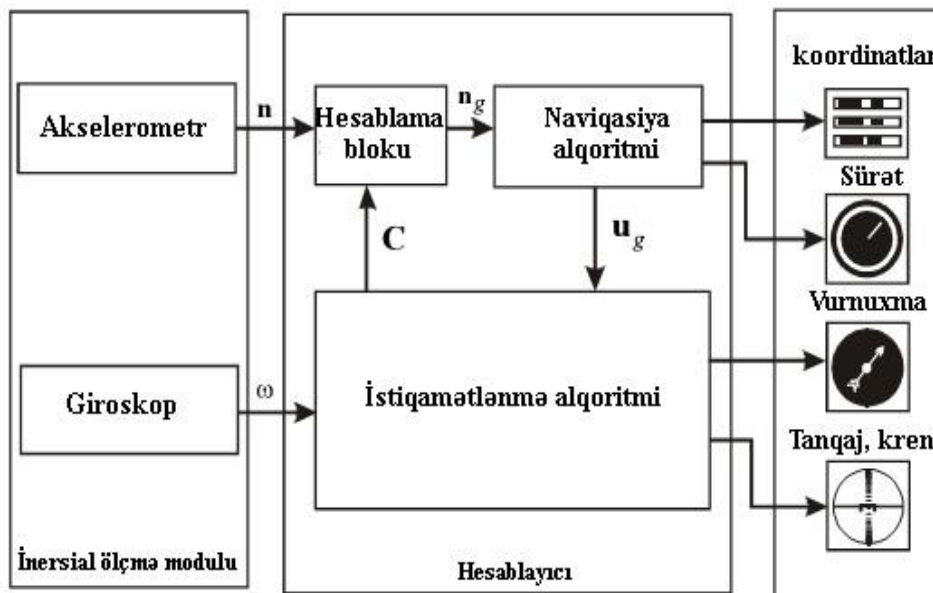 Akselerometr
n
Hesablama
bloku
n g
Naviqasiya
alqoritmi
koordinatlar
Sürət
C
u g
Vurnuxma
Giroskop
ω
İstiqamətlənmə alqoritmi
Tanqaj, kren
İnersial ölçmə modulu
Hesablayıcı